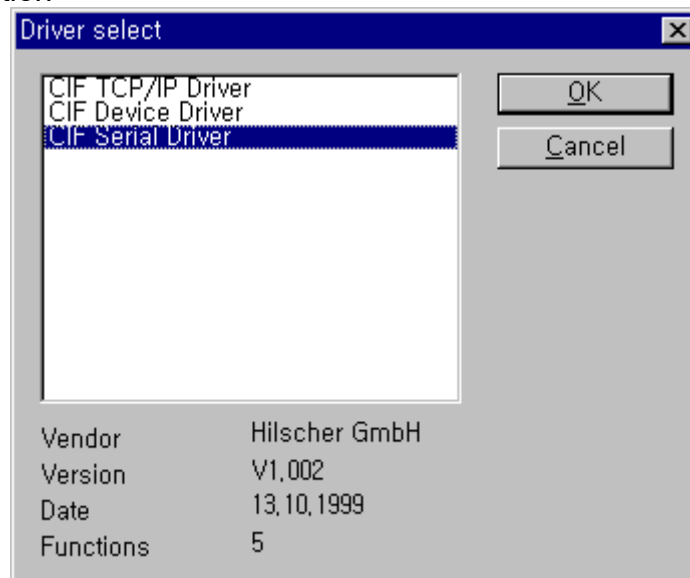 Driver select
CIF TCP/IP Driver
CIF Device Driver
CIF Serial Driver
OK
Cancel
Vendor Hilscher GmbH
Version V1,002
Date 13,10,1999
Functions 5